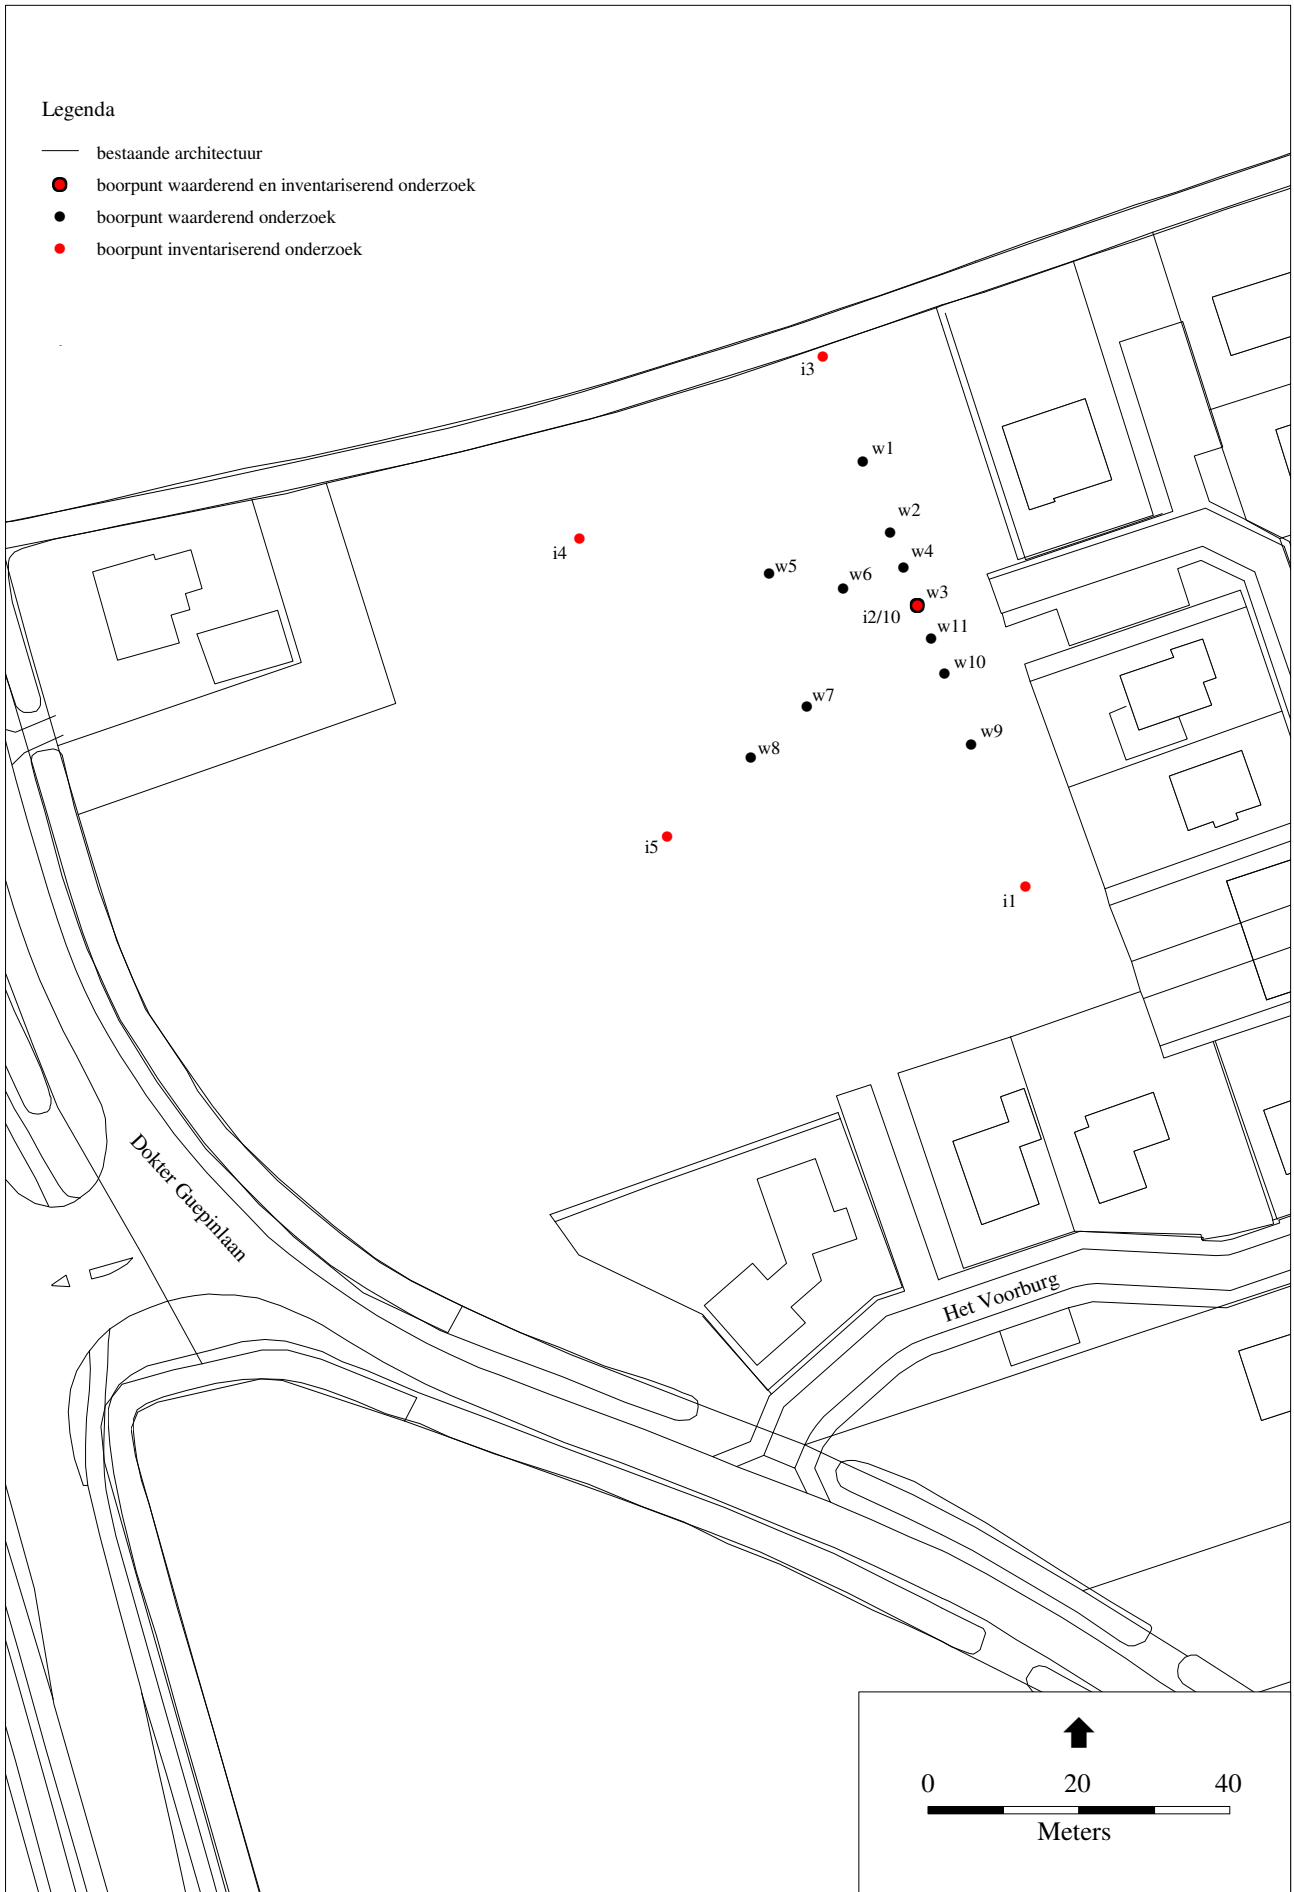 Legenda
bestaande architectuur
boorpunt waarderend en inventariserend onderzoek
boorpunt waarderend onderzoek
boorpunt inventariserend onderzoek
i3
w1
w2
i4
w4
w5
w6
w3
i2/10
w11
w10
w7
w9
w8
i5
i1
Dokter Guepinlaan
Het Voorburg
0 20 40
Meters